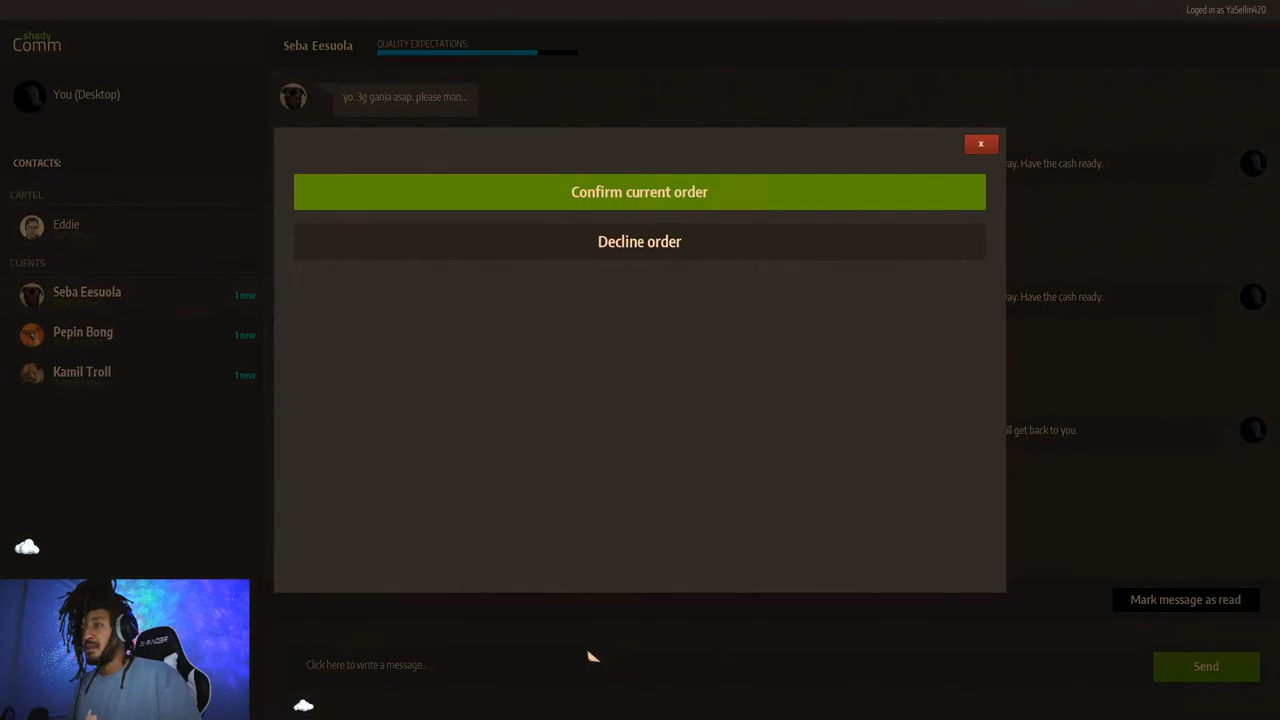 Loged in as YaSellin420
shady
Comm
Seba Eesuola
QUALITY EXPECTATIONS:
You (Desktop)
yo. 3g ganja asap. please man...
x
CONTACTS:
ay. Have the cash ready.
Confirm current order
CARTEL
Eddie
Decline order
CLIENTS
Seba Eesuola
1 new
ay. Have the cash ready.
Pepin Bong
1 new
Kamil Troll
1 new
ill get back to you.
Mark message as read
Click here to write a message...
Send